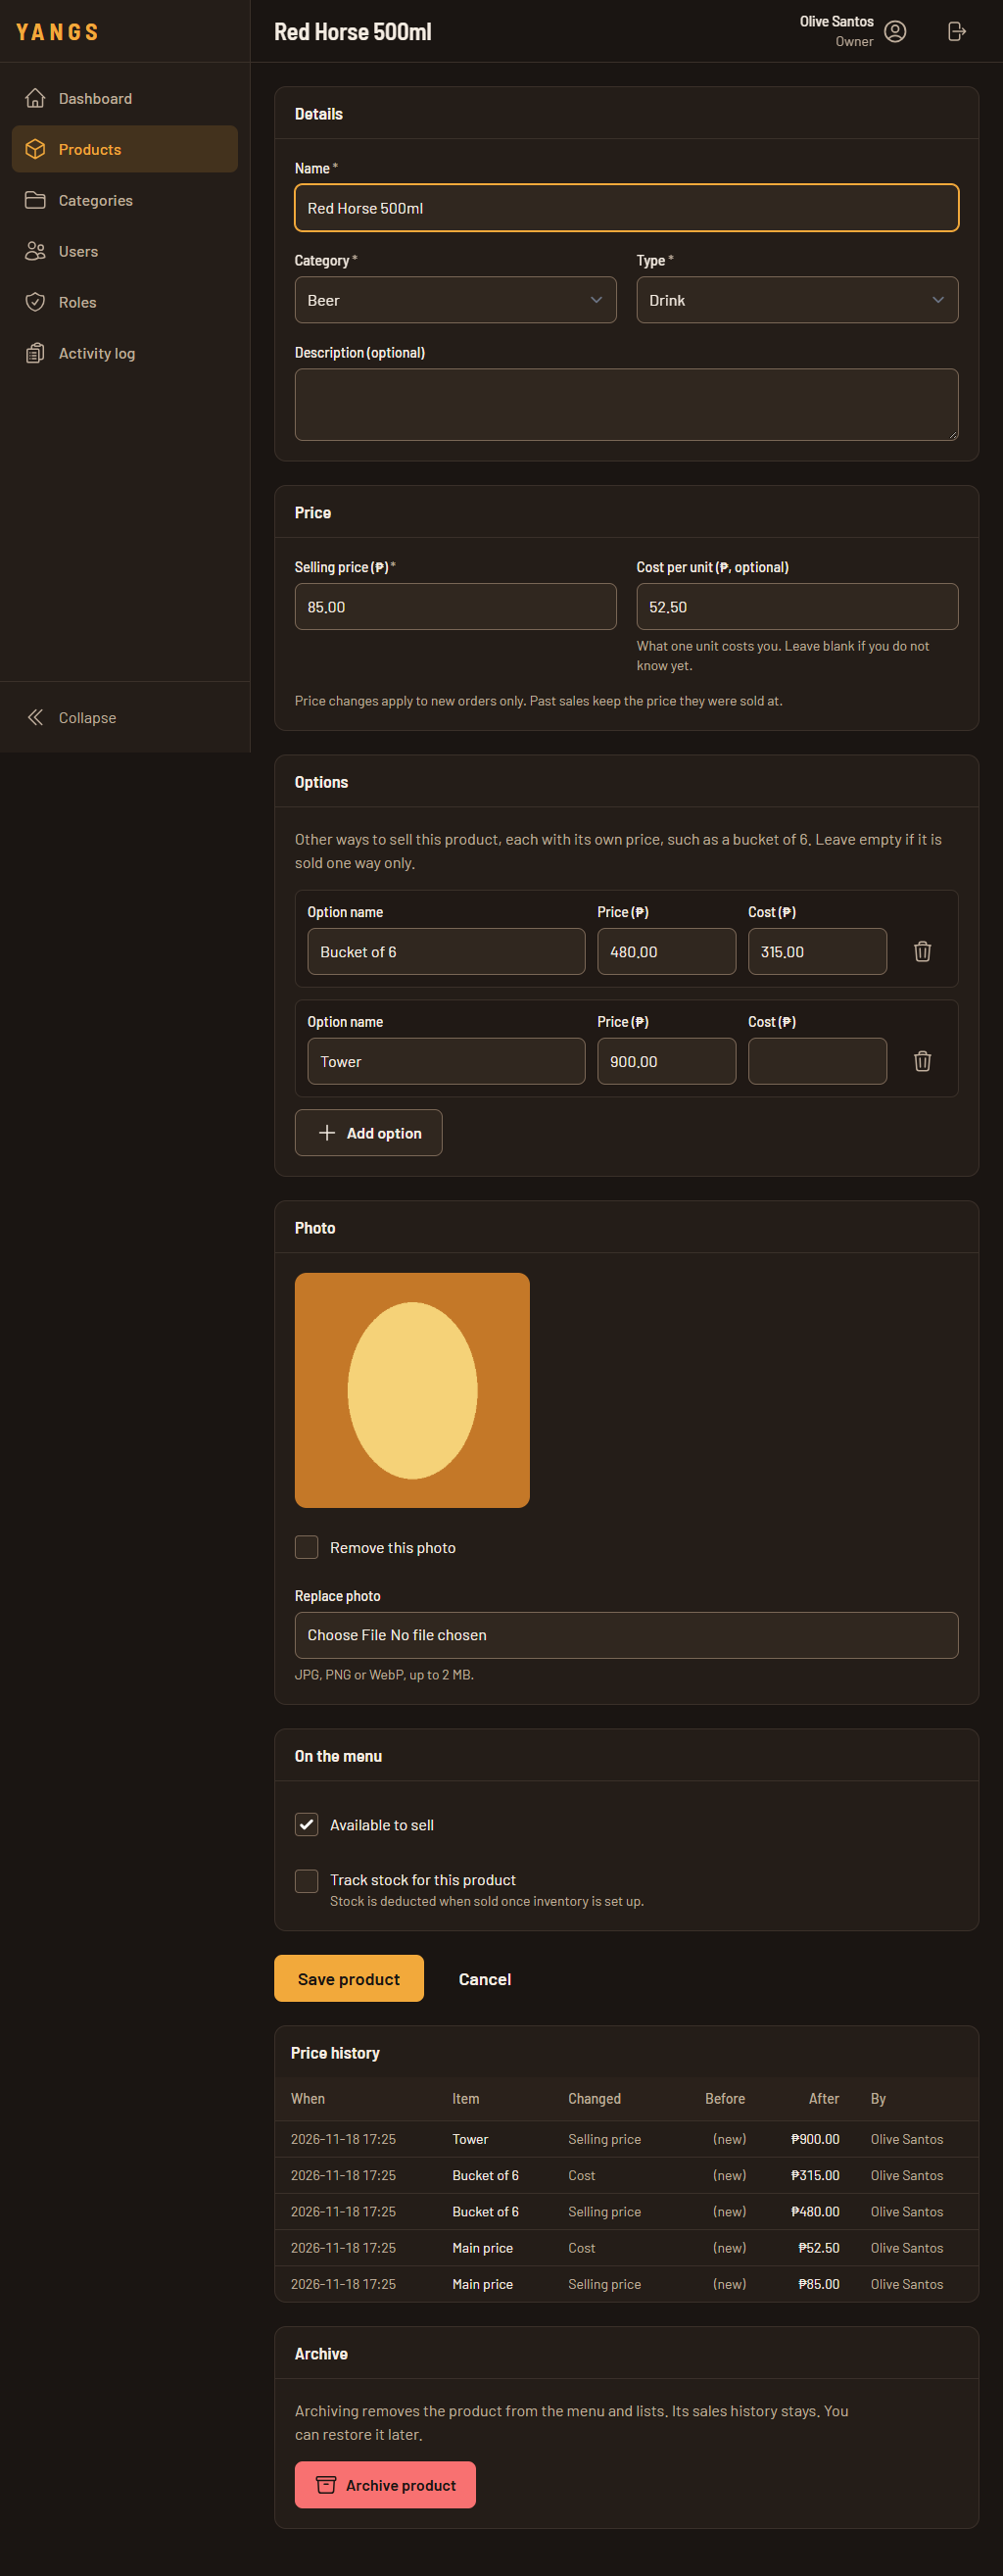 YANGS
Red Horse 500ml
Olive Santos
Owner
Dashboard
Products
Categories
Users
Roles
Activity log
Collapse
Details
Name *
Red Horse 500ml
Category * Type *
Beer Drink
Description (optional)
Price
Selling price (₱) * Cost per unit (₱, optional)
85.00 52.50
What one unit costs you. Leave blank if you do not
know yet.
Price changes apply to new orders only. Past sales keep the price they were sold at.
Options
Other ways to sell this product, each with its own price, such as a bucket of 6. Leave empty if it is
sold one way only.
Option name Price (₱) Cost (₱)
Bucket of 6 480.00 315.00
Option name Price (₱) Cost (₱)
Tower 900.00
Add option
Photo
Remove this photo
Replace photo
Choose File No file chosen
JPG, PNG or WebP, up to 2 MB.
On the menu
Available to sell
Track stock for this product
Stock is deducted when sold once inventory is set up.
Save product Cancel
Price history
When Item Changed Before After By
2026-11-18 17:25 Tower Selling price (new) ₱900.00 Olive Santos
2026-11-18 17:25 Bucket of 6 Cost (new) ₱315.00 Olive Santos
2026-11-18 17:25 Bucket of 6 Selling price (new) ₱480.00 Olive Santos
2026-11-18 17:25 Main price Cost (new) ₱52.50 Olive Santos
2026-11-18 17:25 Main price Selling price (new) ₱85.00 Olive Santos
Archive
Archiving removes the product from the menu and lists. Its sales history stays. You
can restore it later.
Archive product